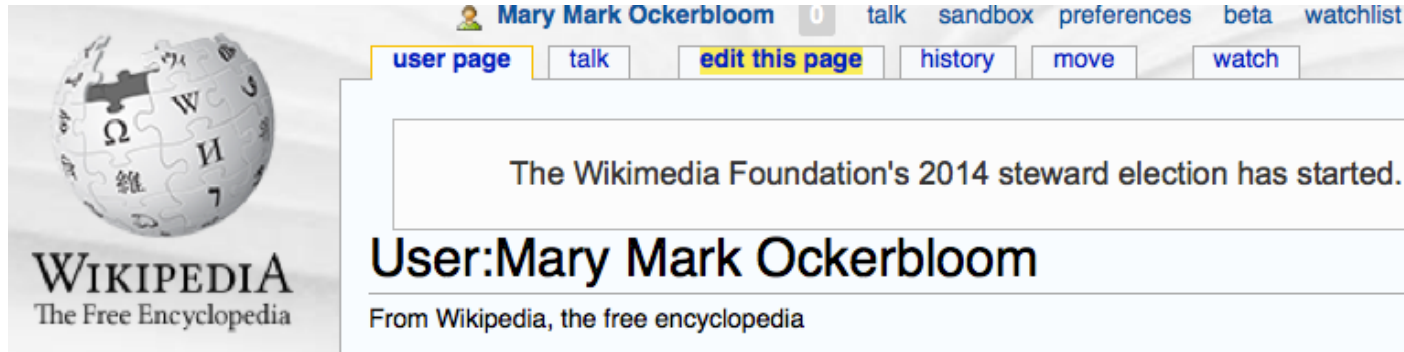 Mary Mark Ockerbloom 0 talk sandbox preferences beta watchlist
user page talk edit this page history move watch
Ω W И 維 ר
The Wikimedia Foundation's 2014 steward election has started.
User:Mary Mark Ockerbloom
WIKIPEDIA
The Free Encyclopedia
From Wikipedia, the free encyclopedia